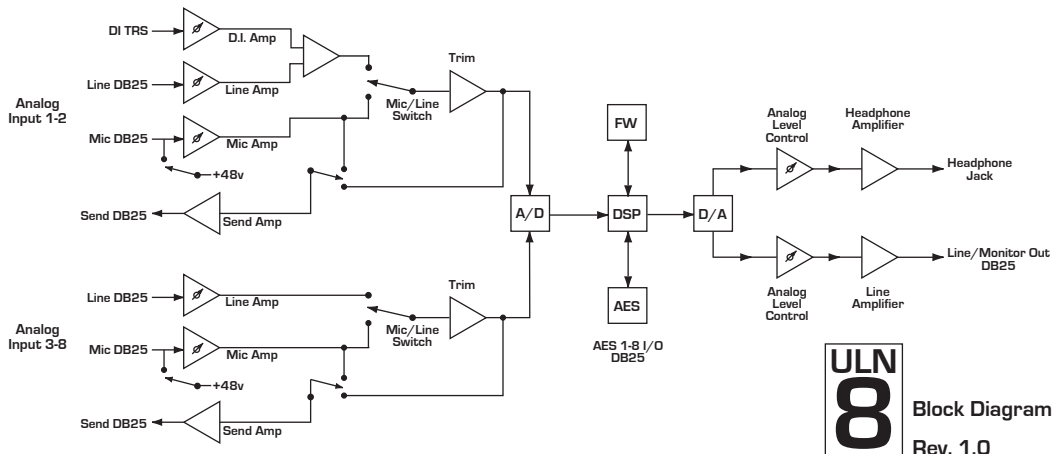 DI TRS
D.I. Amp
Line DB25
Line Amp
Analog
Input 1-2
Mic DB25
Mic Amp
+48v
Send DB25
Send Amp
Mic/Line
Switch
Trim
Line DB25
Line Amp
Analog
Input 3-8
Mic DB25
Mic Amp
+48v
Send DB25
Send Amp
Mic/Line
Switch
Trim
A/D
FW
DSP
AES
AES 1-8 I/O
DB25
D/A
Analog
Level
Control
Headphone
Amplifier
Headphone
Jack
Analog
Level
Control
Line
Amplifier
Line/Monitor Out
DB25
ULN
8
Block Diagram
Rev. 1.0